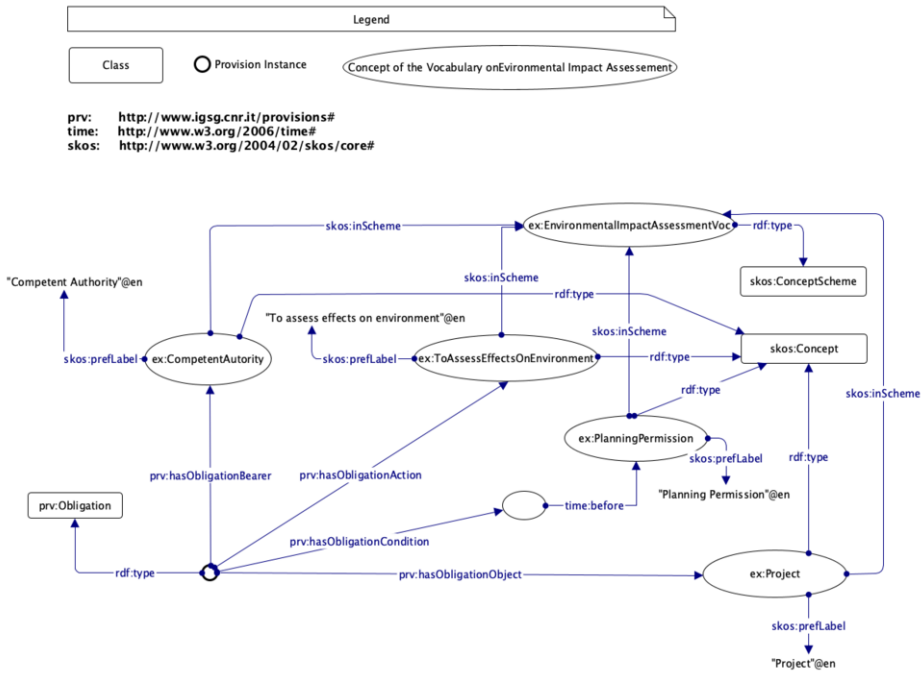 Legend
Class
Provision Instance
Concept of the Vocabulary onEvironmental Impact Assessement
prv: http://www.igsg.cnr.it/provisions#
time: http://www.w3.org/2006/time#
skos: http://www.w3.org/2004/02/skos/core#
skos:inScheme
ex:EnvironmentalImpactAssessmentVoc
rdf:type
skos:inScheme
"Competent Authority"@en
skos:ConceptScheme
rdf:type
"To assess effects on environment"@en
skos:inScheme
skos:Concept
skos:prefLabel
ex:CompetentAutority
skos:prefLabel
ex:ToAssessEffectsOnEnvironment
rdf:type
rdf:type
skos:inScheme
ex:PlanningPermission
skos:prefLabel
rdf:type
prv:hasObligationBearer
prv:hasObligationAction
"Planning Permission"@en
prv:Obligation
time:before
prv:hasObligationCondition
rdf:type
prv:hasObligationObject
ex:Project
skos:prefLabel
"Project"@en